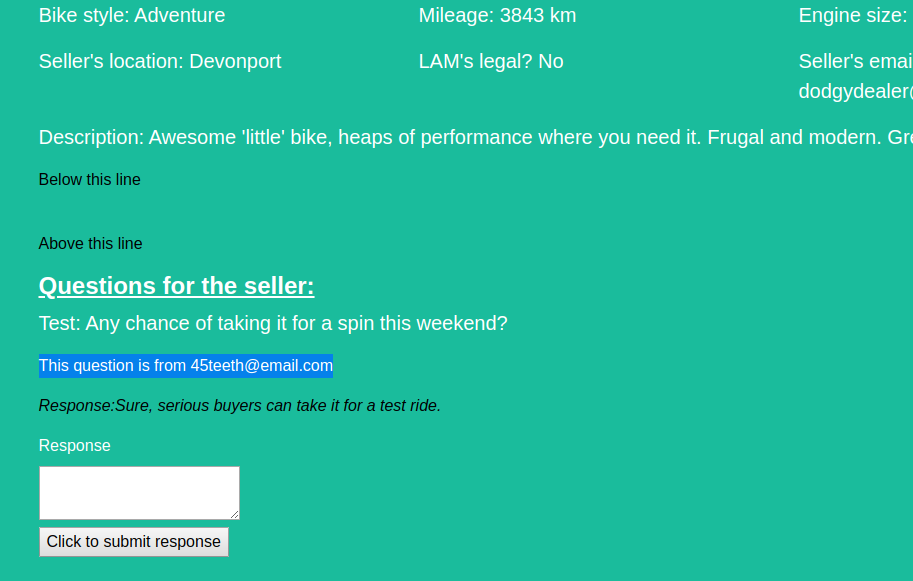 Bike style: Adventure Mileage: 3843 km Engine size:
Seller's location: Devonport LAM's legal? No Seller's emai
dodgydealer@
Description: Awesome 'little' bike, heaps of performance where you need it. Frugal and modern. Gre
Below this line
Above this line
Questions for the seller:
Test: Any chance of taking it for a spin this weekend?
This question is from 45teeth@email.com
Response:Sure, serious buyers can take it for a test ride.
Response
Click to submit response